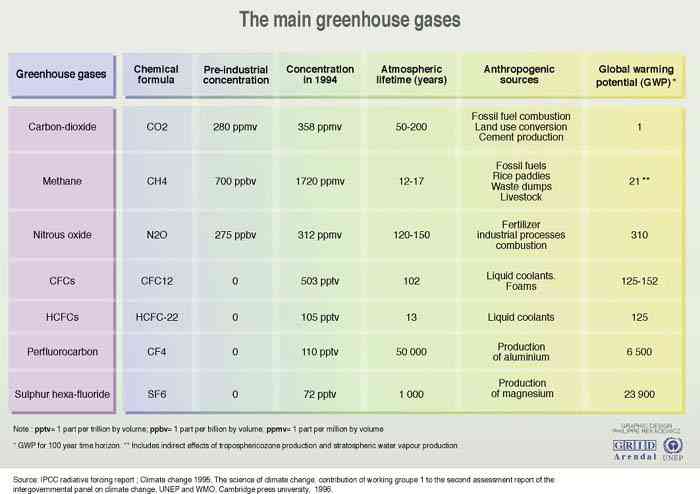 The main greenhouse gases
Greenhouse gases
Chemical
formula
Pre-industrial
concentration
Concentration
in 1994
Atmospheric
lifetime (years)
Anthropogenic
sources
Global warming
potential (GWP) *
Carbon-dioxide
CO2
280 ppmv
358 ppmv
50-200
Fossil fuel combustion
Land use conversion
Cement production
1
Methane
CH4
700 ppbv
1720 ppmv
12-17
Fossil fuels
Rice paddies
Waste dumps
Livestock
21 **
Nitrous oxide
N2O
275 ppbv
312 ppmv
120-150
Fertilizer
industrial processes
combustion
310
CFCs
CFC12
0
503 pptv
102
Liquid coolants.
Foams
125-152
HCFCs
HCFC-22
0
105 pptv
13
Liquid coolants
125
Perfluorocarbon
CF4
0
110 pptv
50 000
Production
of aluminium
6 500
Sulphur hexa-fluoride
SF6
0
72 pptv
1 000
Production
of magnesium
23 900
Note : pptv= 1 part per trillion by volume; ppbv= 1 part per billion by volume, ppmv= 1 part per million by volume
* GWP for 100 year time horizon. ** Includes indirect effects of tropospheric ozone production and stratospheric water vapour production.
GRAPHIC DESIGN :
PHILIPPE REKACEWICZ
GRID
Arendal
UNEP
Source: IPCC radiative forcing report ; Climate change 1995, The science of climate change, contribution of working groupe 1 to the second assessment report of the
intergovernmental panel on climate change, UNEP and WMO, Cambridge press university, 1996.